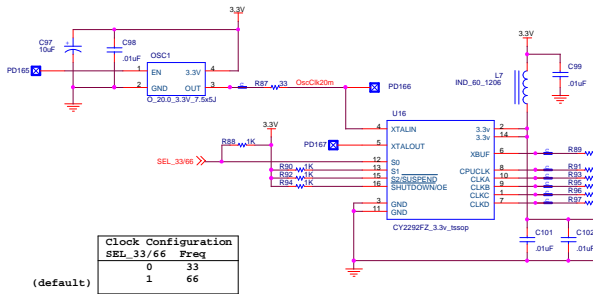 3.3V
C97
10uF
C98
.01uF
OSC1
PD165
1
EN
3.3V
4
2
GND
OUT
3
O_20.0_3.3V_7.5x5J
R87
33
OscClk20m
PD166
L7
IND_60_1206
3.3V
C99
.01uF
U16
4
XTALIN
3.3v
2
3.3v
14
PD167
5
XTALOUT
XBUF
6
R89
3.3V
R88
1K
SEL_33/66
12
S0
R90
1K
13
S1
CPUCLK
8
R91
R92
1K
15
S2/SUSPEND
CLKA
10
R93
R94
1K
16
SHUTDOWN/OE
CLKB
9
R95
CLKC
1
R96
3
GND
CLKD
7
R97
11
GND
CY2292FZ_3.3v_tssop
C101
.01uF
C102
.01uF
Clock Configuration
SEL_33/66 Freq
0 33
(default) 1 66